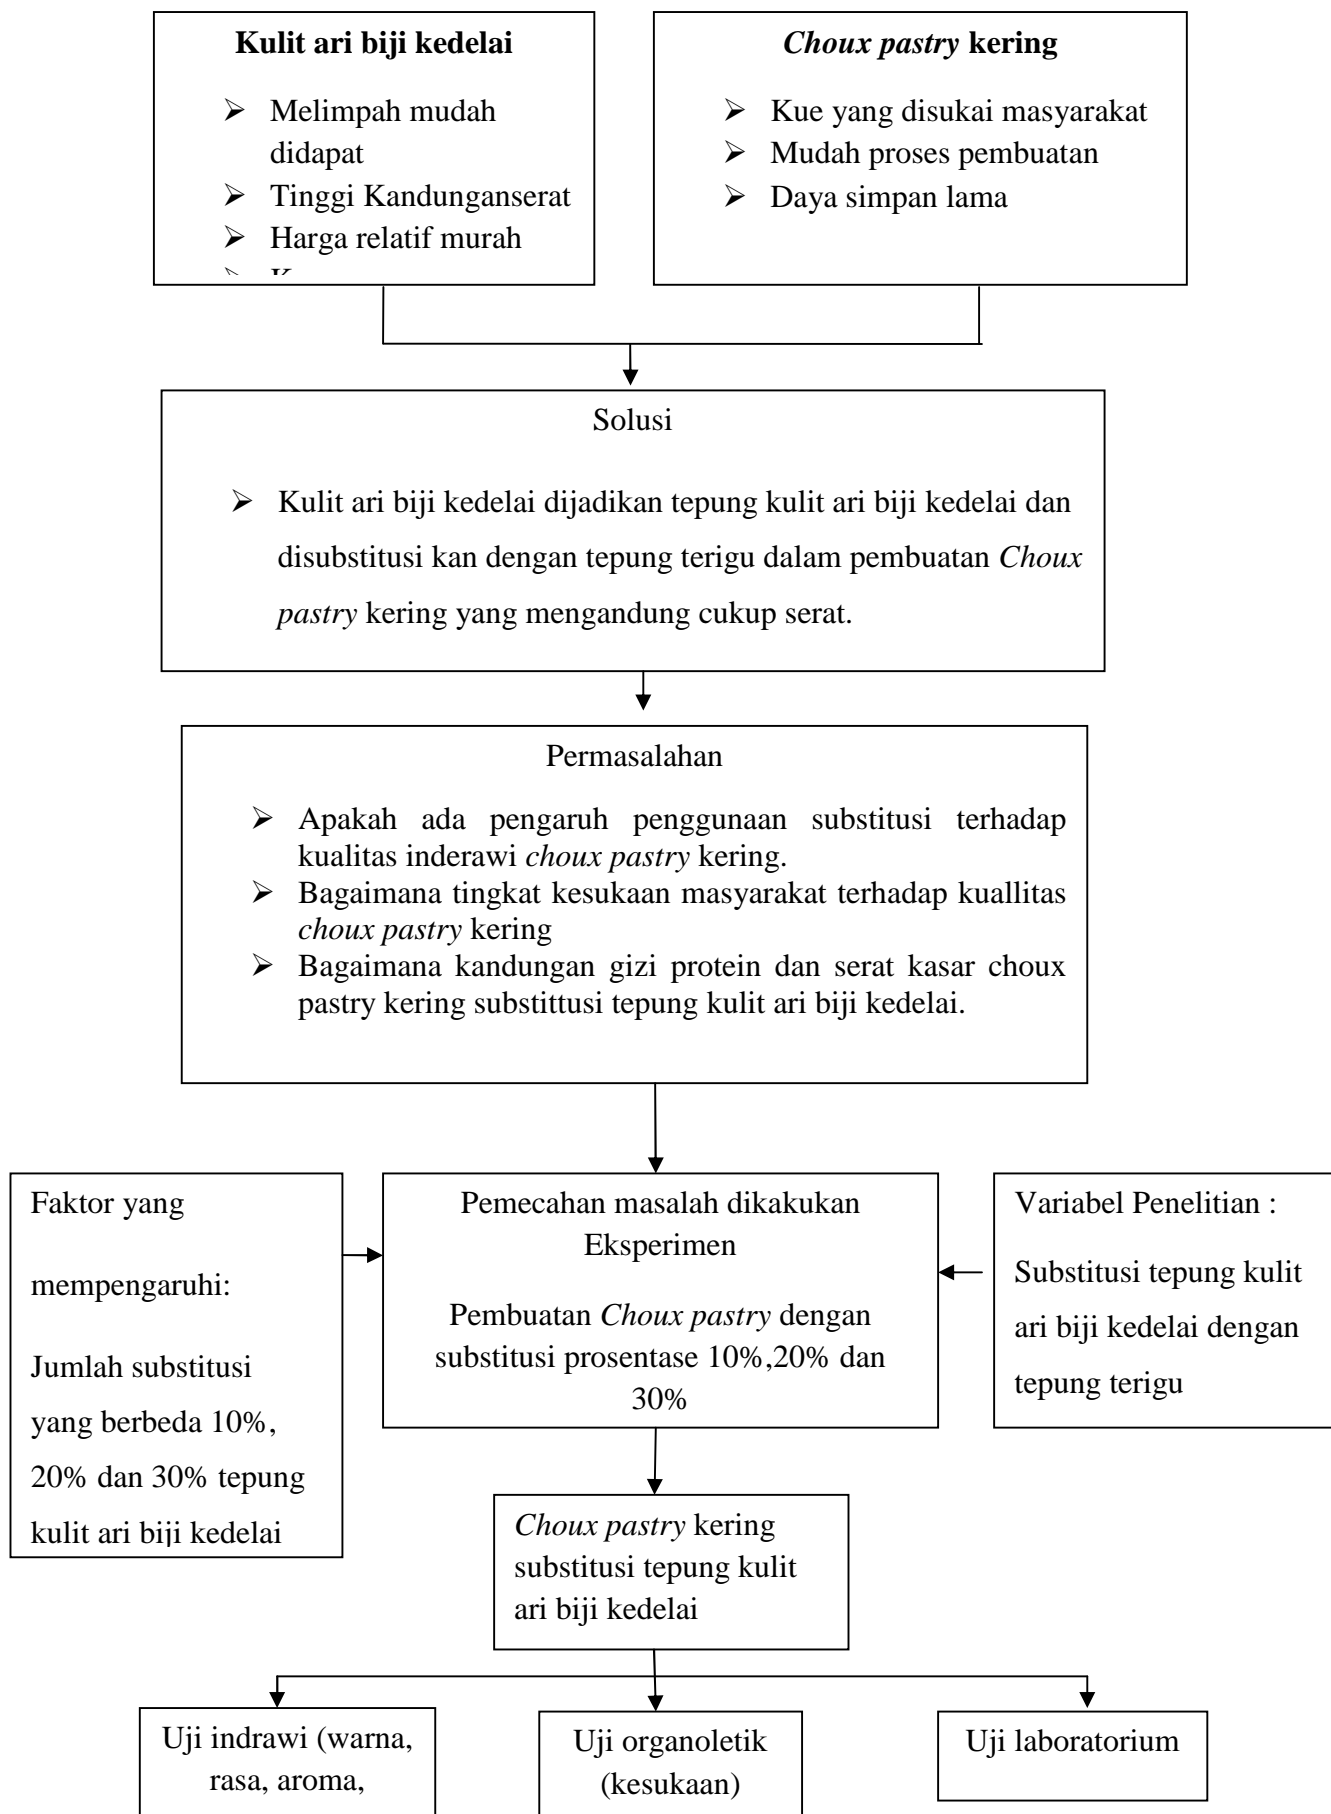 Kulit ari biji kedelai
➢ Melimpah mudah
didapat
➢ Tinggi Kandunganserat
➢ Harga relatif murah
Choux pastry kering
➢ Kue yang disukai masyarakat
➢ Mudah proses pembuatan
➢ Daya simpan lama
Solusi
➢ Kulit ari biji kedelai dijadikan tepung kulit ari biji kedelai dan
disubstitusi kan dengan tepung terigu dalam pembuatan Choux
pastry kering yang mengandung cukup serat.
Permasalahan
➢ Apakah ada pengaruh penggunaan substitusi terhadap
kualitas inderawi choux pastry kering.
➢ Bagaimana tingkat kesukaan masyarakat terhadap kuallitas
choux pastry kering
➢ Bagaimana kandungan gizi protein dan serat kasar choux
pastry kering substittusi tepung kulit ari biji kedelai.
Faktor yang
mempengaruhi:
Jumlah substitusi
yang berbeda 10%,
20% dan 30% tepung
kulit ari biji kedelai
Pemecahan masalah dikakukan
Eksperimen
Pembuatan Choux pastry dengan
substitusi prosentase 10%,20% dan
30%
Variabel Penelitian :
Substitusi tepung kulit
ari biji kedelai dengan
tepung terigu
Choux pastry kering
substitusi tepung kulit
ari biji kedelai
Uji indrawi (warna,
rasa, aroma,
Uji organoletik
(kesukaan)
Uji laboratorium